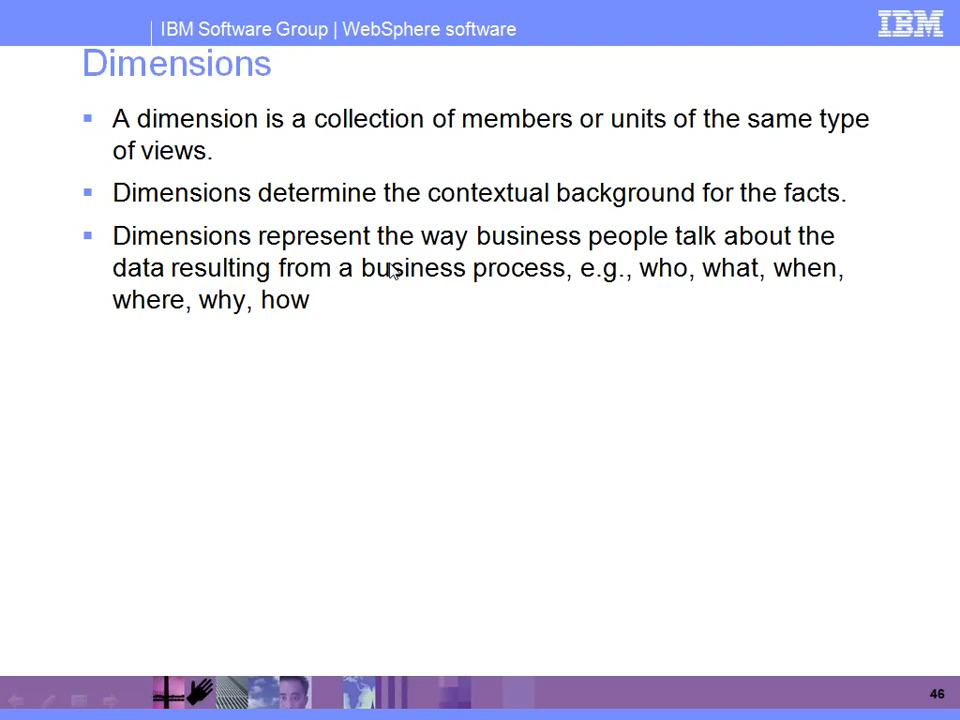 IBM Software Group | WebSphere software
IBM
Dimensions
A dimension is a collection of members or units of the same type
of views.
Dimensions determine the contextual background for the facts.
Dimensions represent the way business people talk about the
data resulting from a business process, e.g., who, what, when,
where, why, how
46